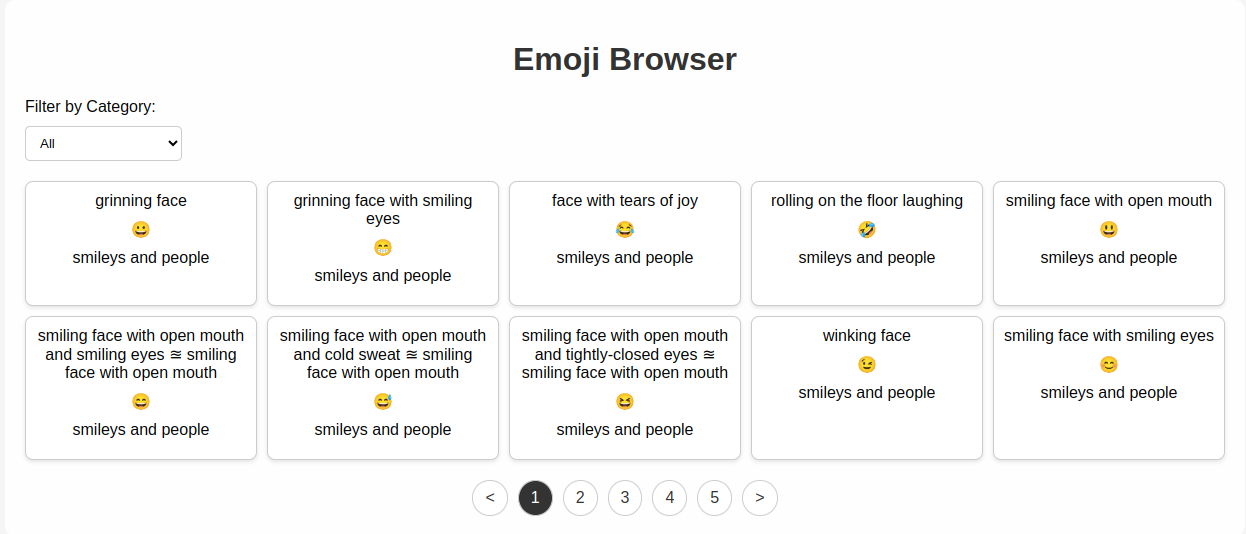 Emoji Browser
Filter by Category:
All
grinning face
😀
smileys and people
grinning face with smiling
eyes
😁
smileys and people
face with tears of joy
😂
smileys and people
rolling on the floor laughing
🤣
smileys and people
smiling face with open mouth
😃
smileys and people
smiling face with open mouth
and smiling eyes ≅ smiling
face with open mouth
😄
smileys and people
smiling face with open mouth
and cold sweat ≅ smiling
face with open mouth
😅
smileys and people
smiling face with open mouth
and tightly-closed eyes ≅
smiling face with open mouth
😆
smileys and people
winking face
😉
smileys and people
smiling face with smiling eyes
😊
smileys and people
< 1 2 3 4 5 >